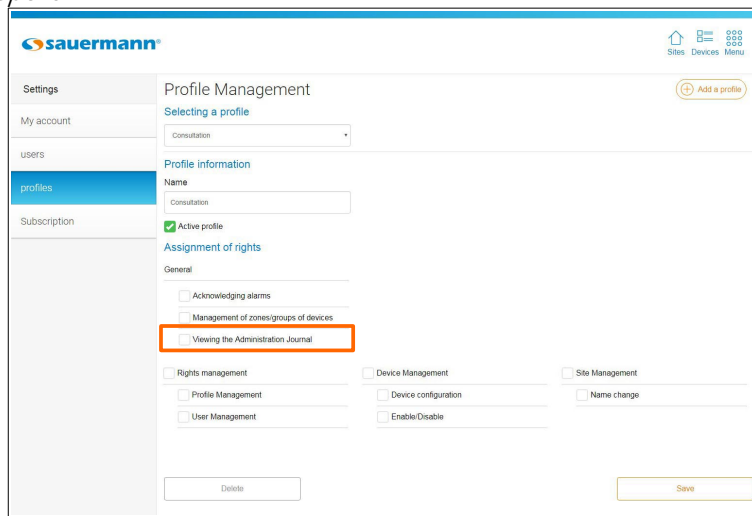 sauermann®
Sites Devices Menu
Settings
Profile Management
Add a profile
Selecting a profile
My account
Consultation
users
Profile information
Name
profiles
Consultation
Subscription
Active profile
Assignment of rights
General
Acknowledging alarms
Management of zones/groups of devices
Viewing the Administration Journal
Rights management
Device Management
Site Management
Profile Management
Device configuration
Name change
User Management
Enable/Disable
Delete
Save